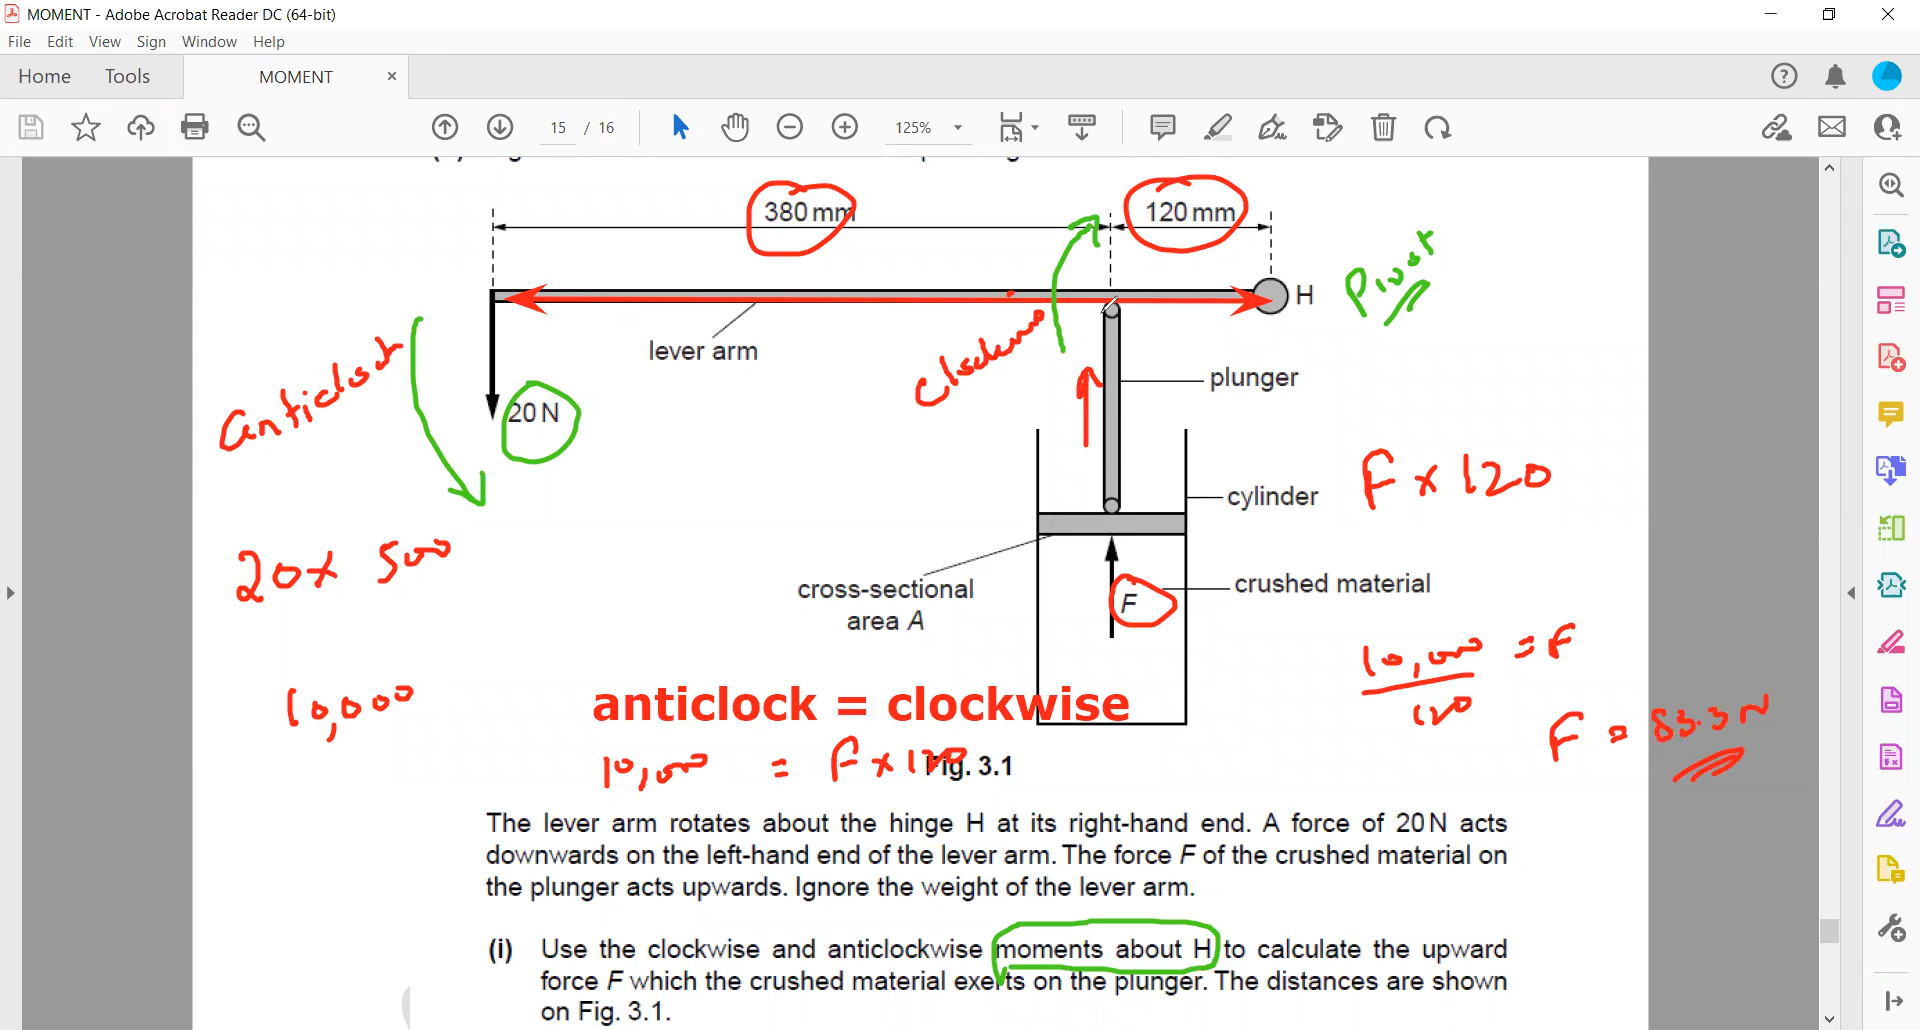 MOMENT - Adobe Acrobat Reader DC (64-bit)
File Edit View Sign Window Help
Home Tools MOMENT ×
15 / 16 125%
380 mm 120 mm
H Pivot
lever arm
Clockwise
Anticlock
20 N
plunger
cylinder
F × 120
20 × 500
cross-sectional
area A
F
crushed material
10,000 = F
120
10,000
anticlock = clockwise
F = 83.3 N
10,000 = F × 120
Fig. 3.1
The lever arm rotates about the hinge H at its right-hand end. A force of 20 N acts
downwards on the left-hand end of the lever arm. The force F of the crushed material on
the plunger acts upwards. Ignore the weight of the lever arm.
(i) Use the clockwise and anticlockwise moments about H to calculate the upward
force F which the crushed material exerts on the plunger. The distances are shown
on Fig. 3.1.